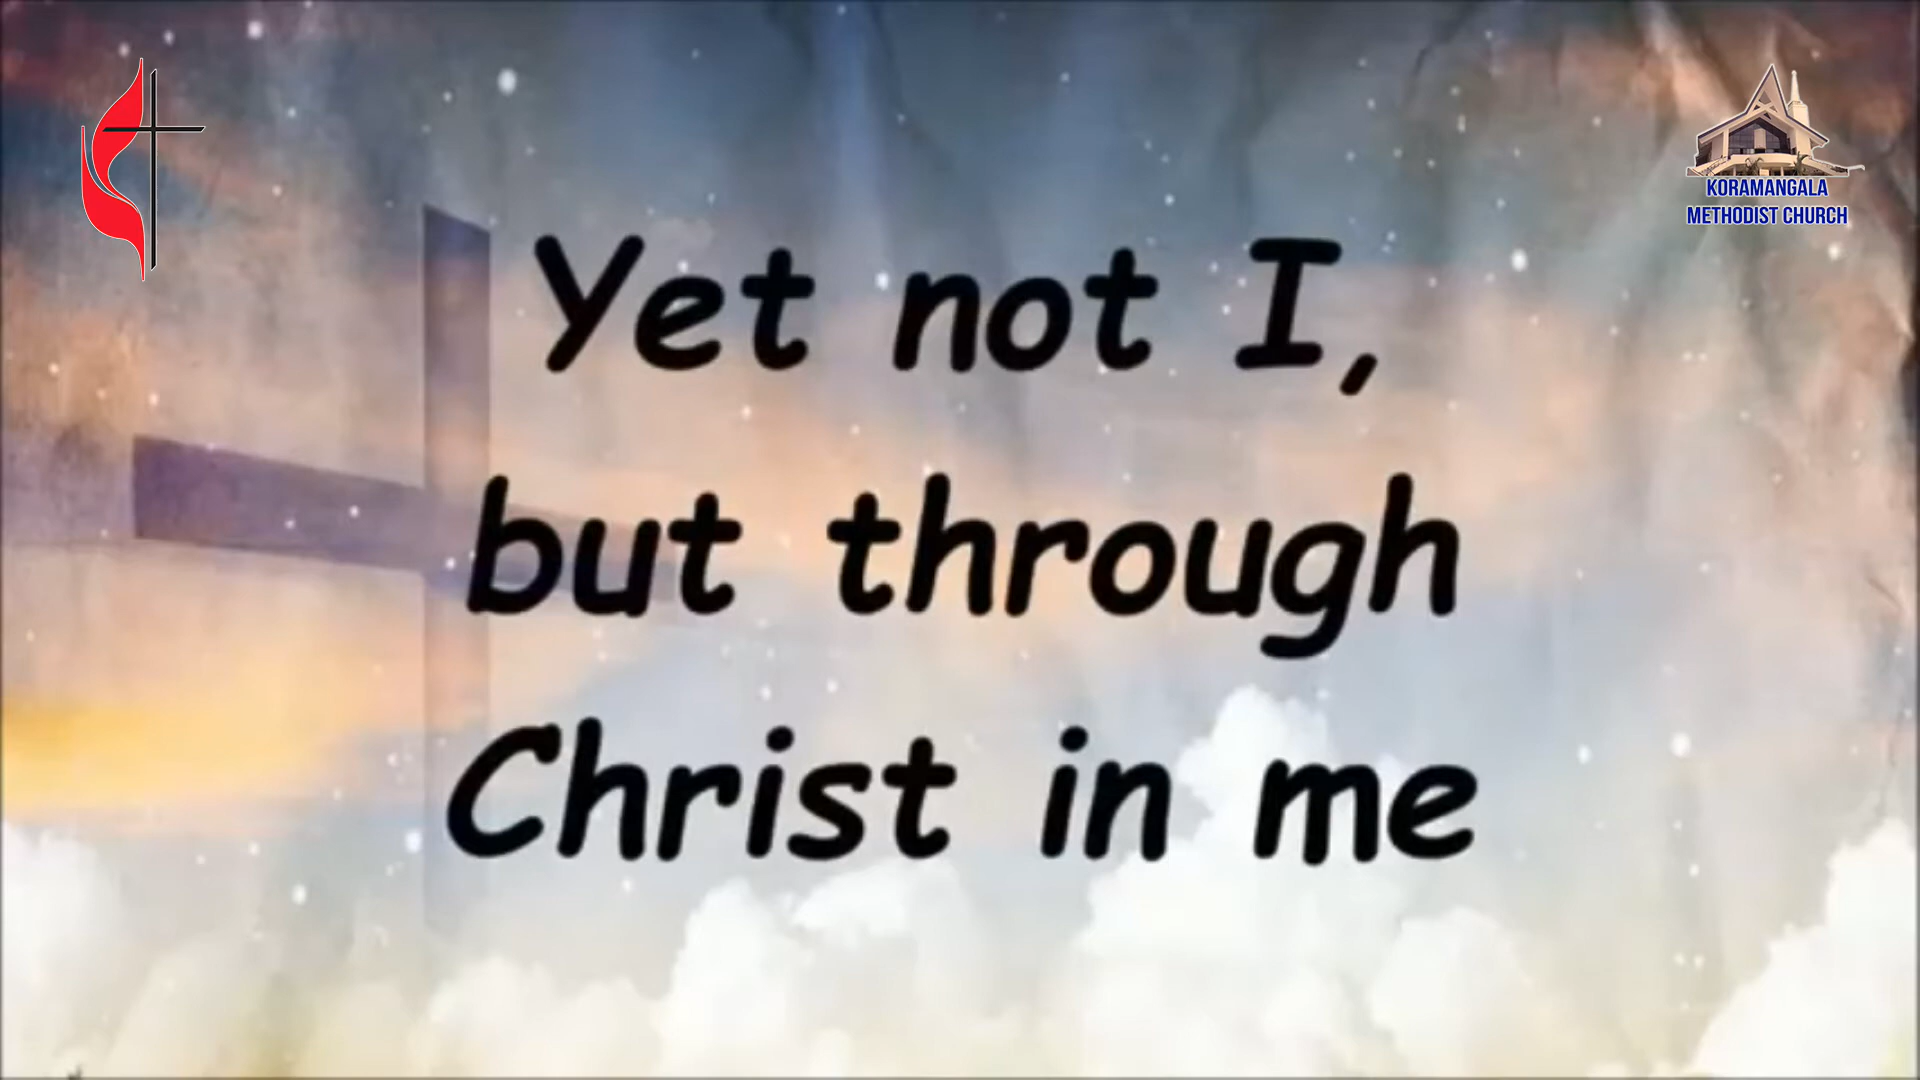 KORAMANGALA
METHODIST CHURCH
Yet not I,
but through
Christ in me